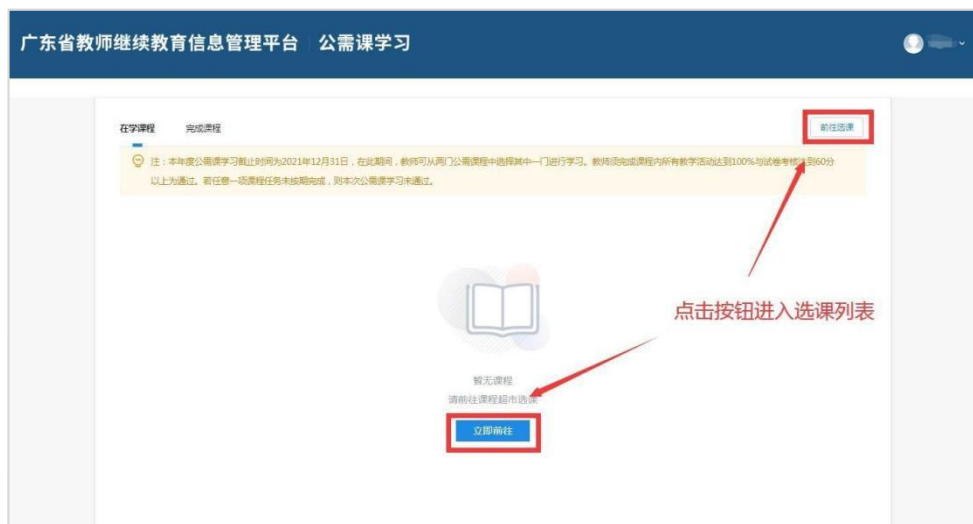 广东省教师继续教育信息管理平台 公需课学习
在学课程 完成课程 前往选课
注：本年度公需课学习截止时间为2021年12月31日，在此期间，教师可从两门公需课程中选择其中一门进行学习。教师须完成课程内所有教学活动达到100%与试卷考核达到60分
以上为通过。若任意一项课程任务未按期完成，则本次公需课学习未通过。
点击按钮进入选课列表
暂无课程
请前往课程超市选课
立即前往